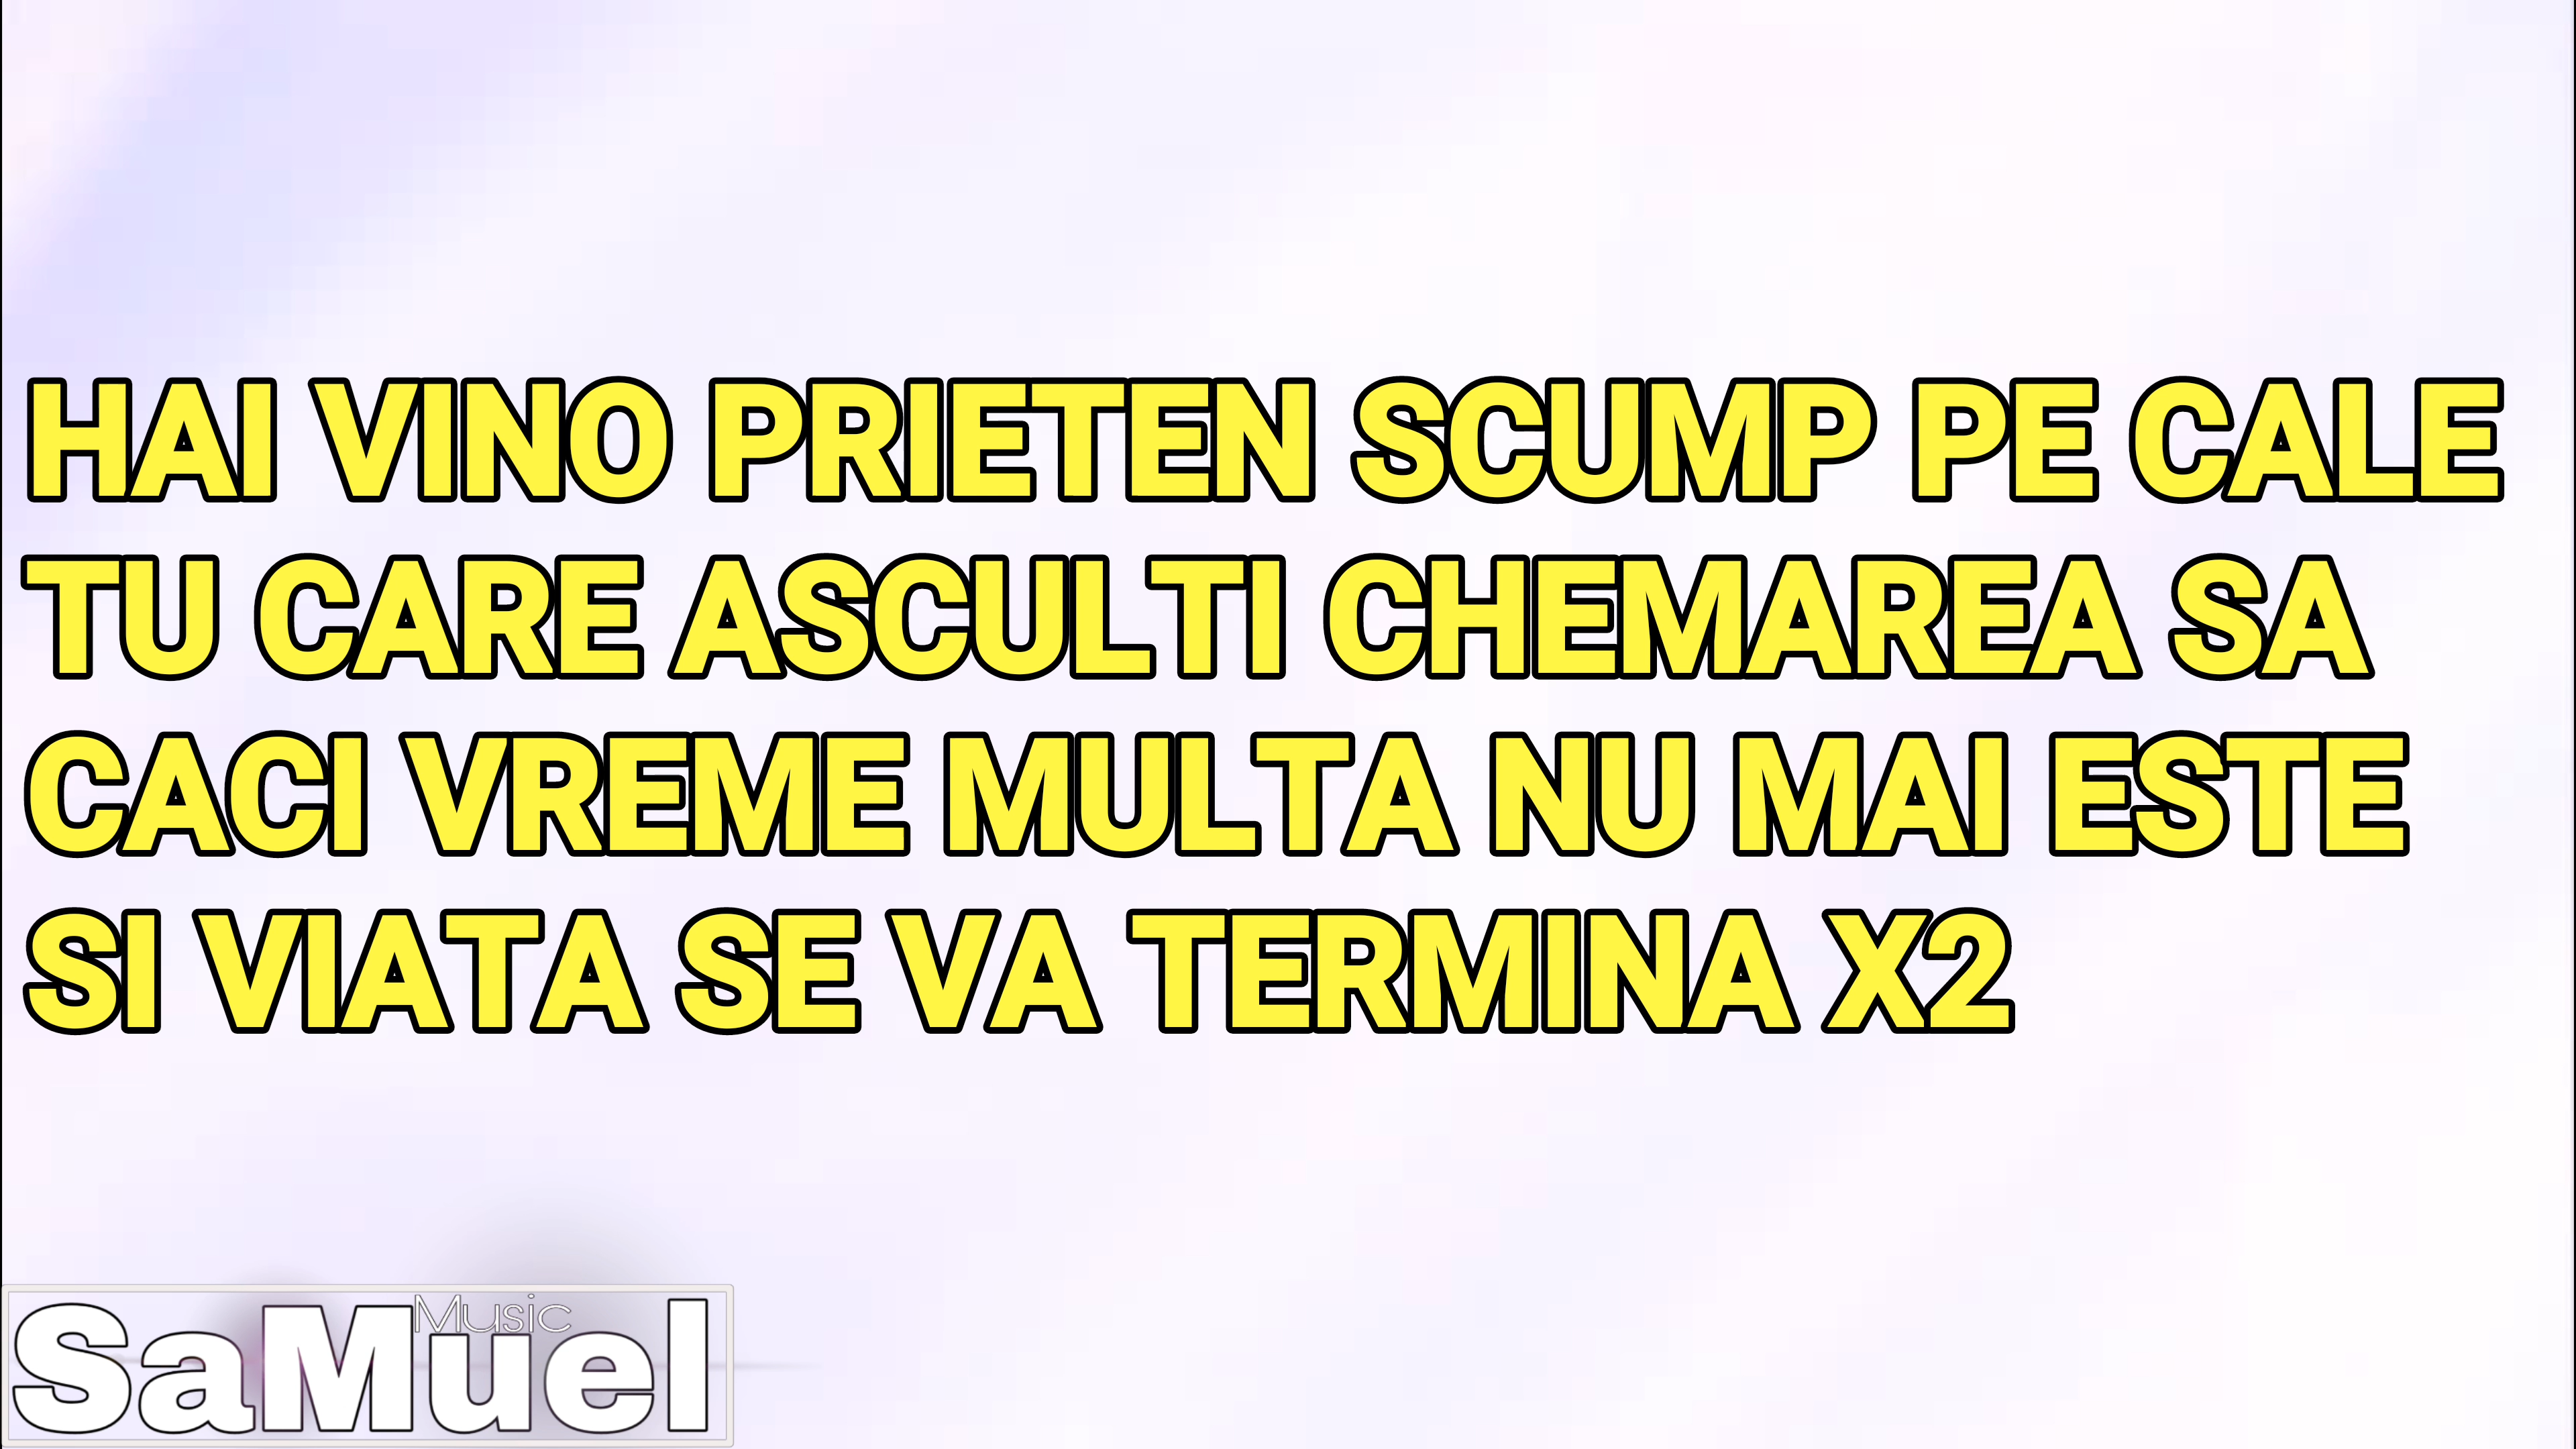 HAI VINO PRIETEN SCUMP PE CALE
TU CARE ASCULTI CHEMAREA SA
CACI VREME MULTA NU MAI ESTE
SI VIATA SE VA TERMINA X2
Music
SaMuel